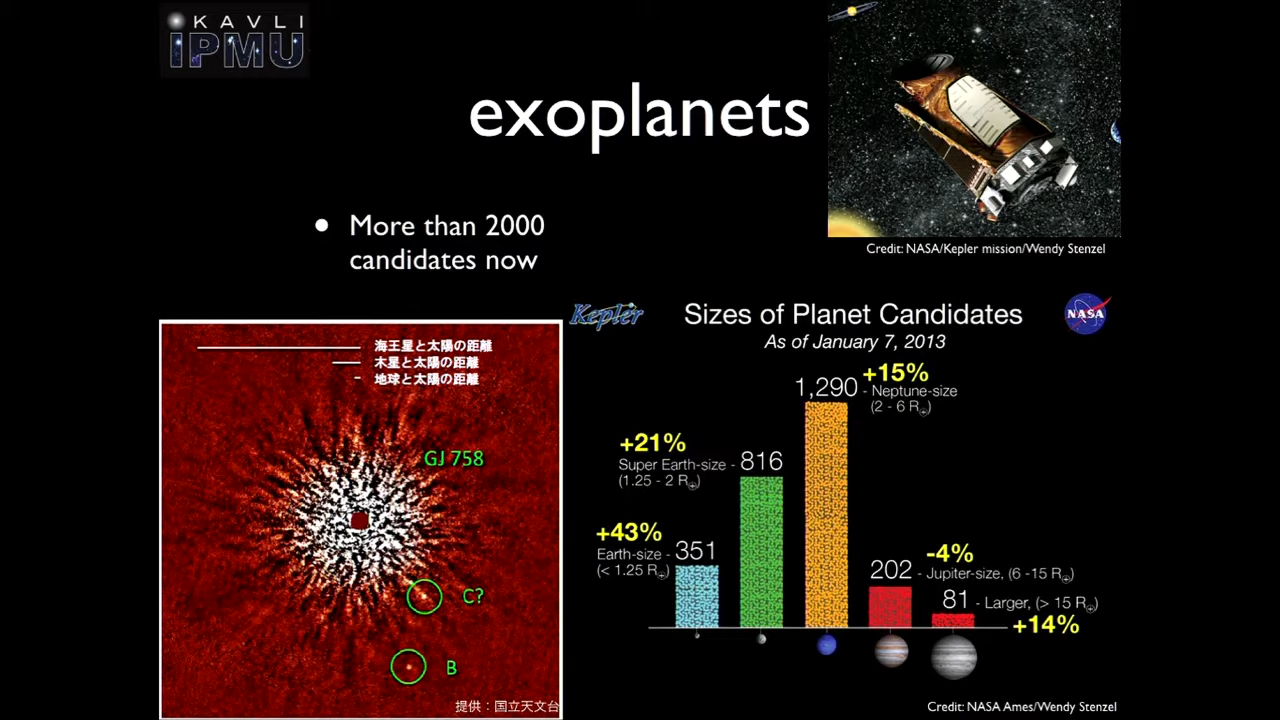 KAVLI
IPMU
exoplanets
• More than 2000
candidates now
Credit: NASA/Kepler mission/Wendy Stenzel
海王星と太陽の距離
木星と太陽の距離
地球と太陽の距離
GJ 758
C?
B
提供：国立天文台
Kepler
Sizes of Planet Candidates
NASA
As of January 7, 2013
+15%
1,290 - Neptune-size
(2 - 6 R⊕)
+21%
Super Earth-size - 816
(1.25 - 2 R⊕)
+43%
Earth-size - 351
(< 1.25 R⊕)
-4%
202 - Jupiter-size, (6 -15 R⊕)
81 - Larger, (> 15 R⊕)
+14%
Credit: NASA Ames/Wendy Stenzel